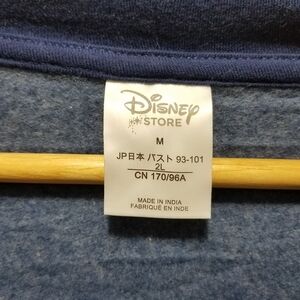 Disney
STORE
M
JP日本 バスト 93-101
2L
CN 170/96A
MADE IN INDIA
FABRIQUÉ EN INDE